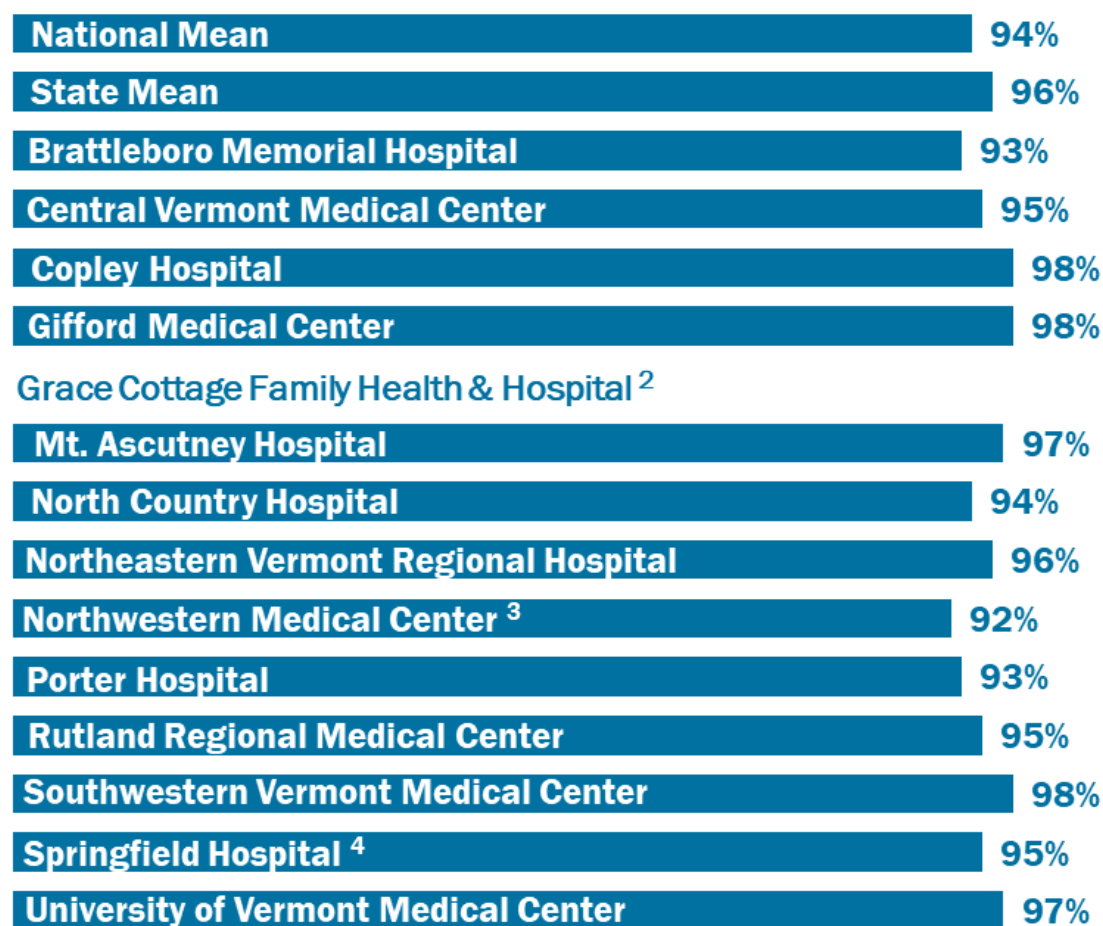 National Mean 94%
State Mean 96%
Brattleboro Memorial Hospital 93%
Central Vermont Medical Center 95%
Copley Hospital 98%
Gifford Medical Center 98%
Grace Cottage Family Health & Hospital ²
Mt. Ascutney Hospital 97%
North Country Hospital 94%
Northeastern Vermont Regional Hospital 96%
Northwestern Medical Center ³ 92%
Porter Hospital 93%
Rutland Regional Medical Center 95%
Southwestern Vermont Medical Center 98%
Springfield Hospital ⁴ 95%
University of Vermont Medical Center 97%